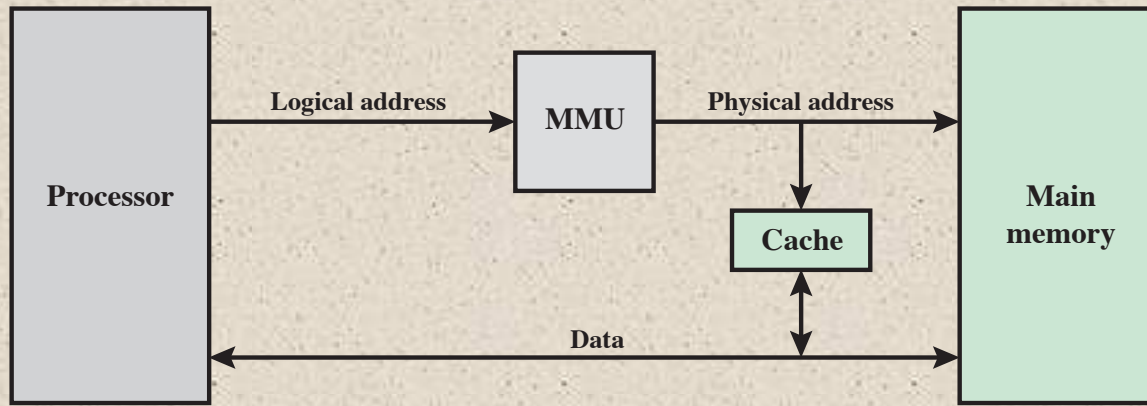 Logical address
MMU
Physical address
Processor
Main
memory
Cache
Data